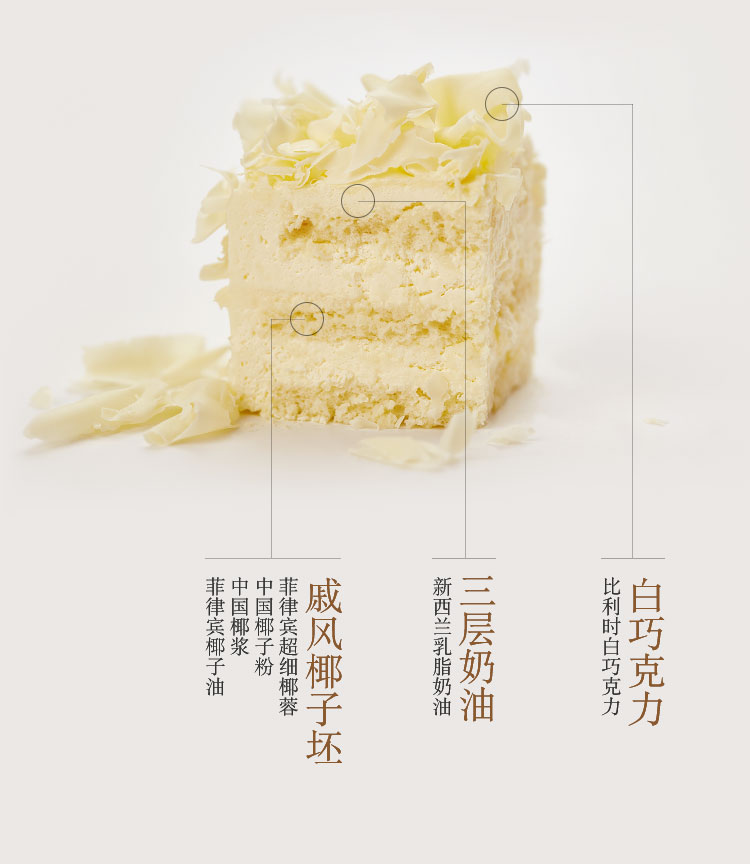 白巧克力
比利时白巧克力
三层奶油
新西兰乳脂奶油
戚风椰子坯
菲律宾超细椰蓉
中国椰子粉
中国椰浆
菲律宾椰子油